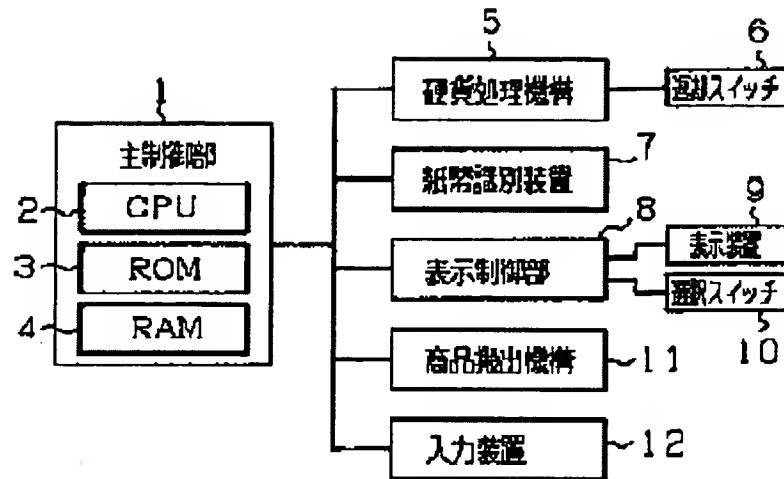 1
主制御部
2 CPU
3 ROM
4 RAM
5
硬貨処理機構
6
返却スイッチ
7
紙幣識別装置
8
表示制御部
9
表示装置
選択スイッチ
10
商品搬出機構 11
入力装置 12